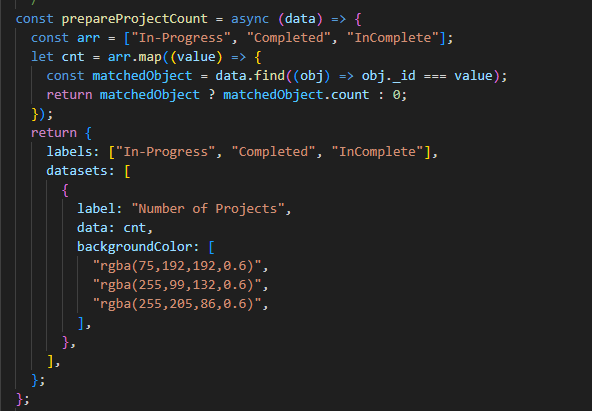 const prepareProjectCount = async (data) => {
  const arr = ["In-Progress", "Completed", "InComplete"];
  let cnt = arr.map((value) => {
    const matchedObject = data.find((obj) => obj._id === value);
    return matchedObject ? matchedObject.count : 0;
  });
  return {
    labels: ["In-Progress", "Completed", "InComplete"],
    datasets: [
      {
        label: "Number of Projects",
        data: cnt,
        backgroundColor: [
          "rgba(75,192,192,0.6)",
          "rgba(255,99,132,0.6)",
          "rgba(255,205,86,0.6)",
        ],
      },
    ],
  };
};